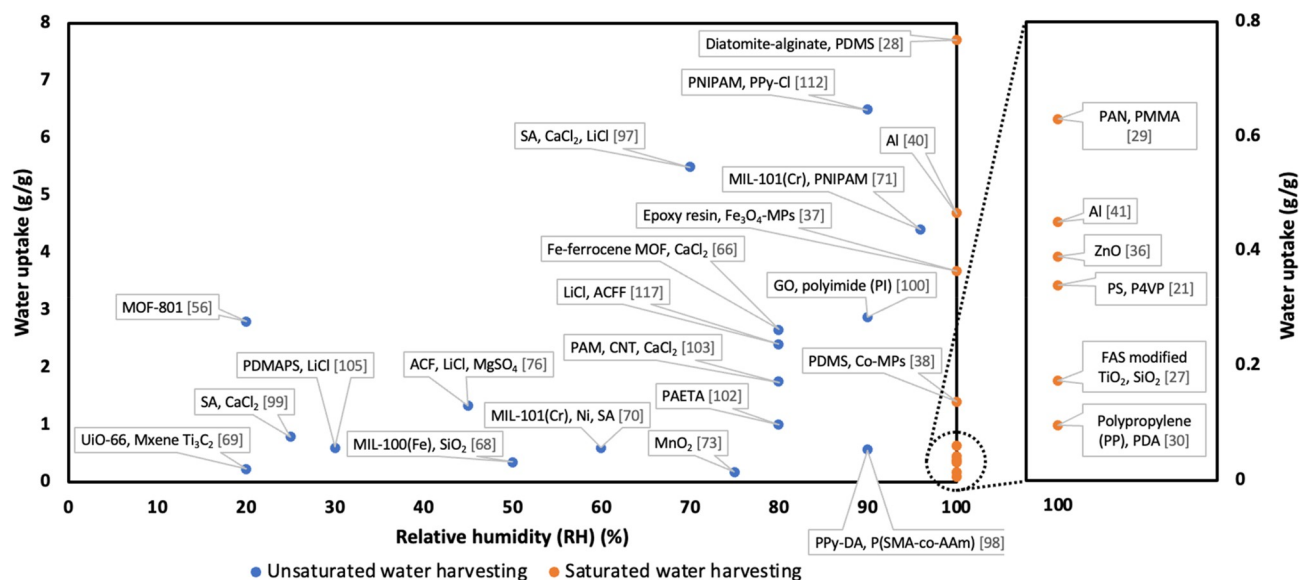 8
7
6
5
4
3
2
1
0
Water uptake (g/g)
Diatomite-alginate, PDMS [28]
PNIPAM, PPy-Cl [112]
SA, CaCl₂, LiCl [97]
Al [40]
MIL-101(Cr), PNIPAM [71]
Epoxy resin, Fe₃O₄-MPs [37]
Fe-ferrocene MOF, CaCl₂ [66]
GO, polyimide (PI) [100]
LiCl, ACFF [117]
MOF-801 [56]
PAM, CNT, CaCl₂ [103]
PDMS, Co-MPs [38]
PDMAPS, LiCl [105]
ACF, LiCl, MgSO₄ [76]
PAETA [102]
SA, CaCl₂ [99]
MIL-101(Cr), Ni, SA [70]
UiO-66, Mxene Ti₃C₂ [69]
MIL-100(Fe), SiO₂ [68]
MnO₂ [73]
PPy-DA, P(SMA-co-AAm) [98]
0 10 20 30 40 50 60 70 80 90 100
Relative humidity (RH) (%)
Unsaturated water harvesting
Saturated water harvesting
PAN, PMMA
[29]
Al [41]
ZnO [36]
PS, P4VP [21]
FAS modified
TiO₂, SiO₂ [27]
Polypropylene
(PP), PDA [30]
100
0.8
0.6
0.4
0.2
0
Water uptake (g/g)